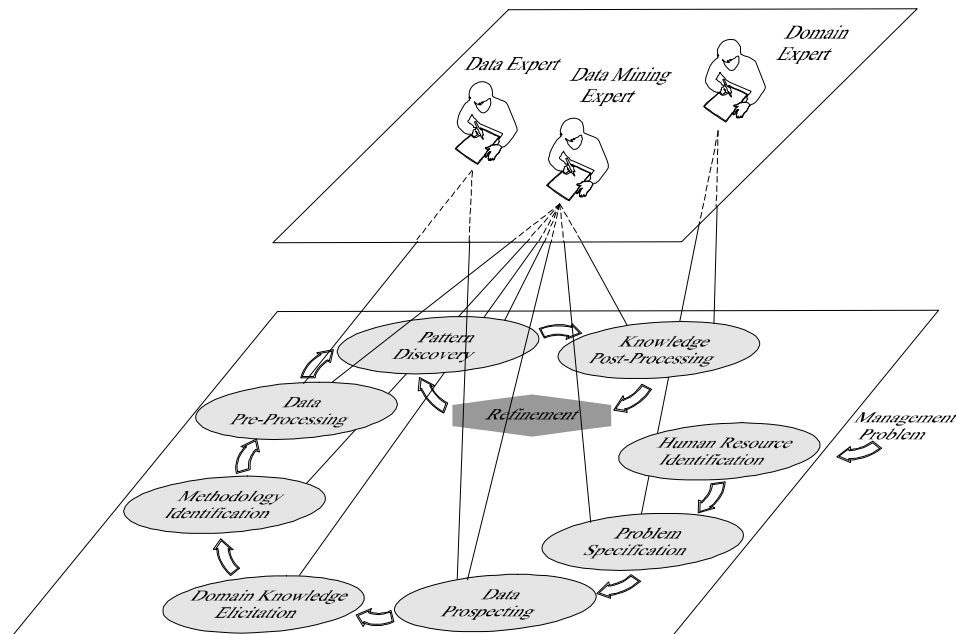 Domain
Expert
Data Expert
Data Mining
Expert
Pattern
Discovery
Knowledge
Post-Processing
Data
Pre-Processing
Refinement
Management
Problem
Human Resource
Identification
Methodology
Identification
Problem
Specification
Domain Knowledge
Elicitation
Data
Prospecting